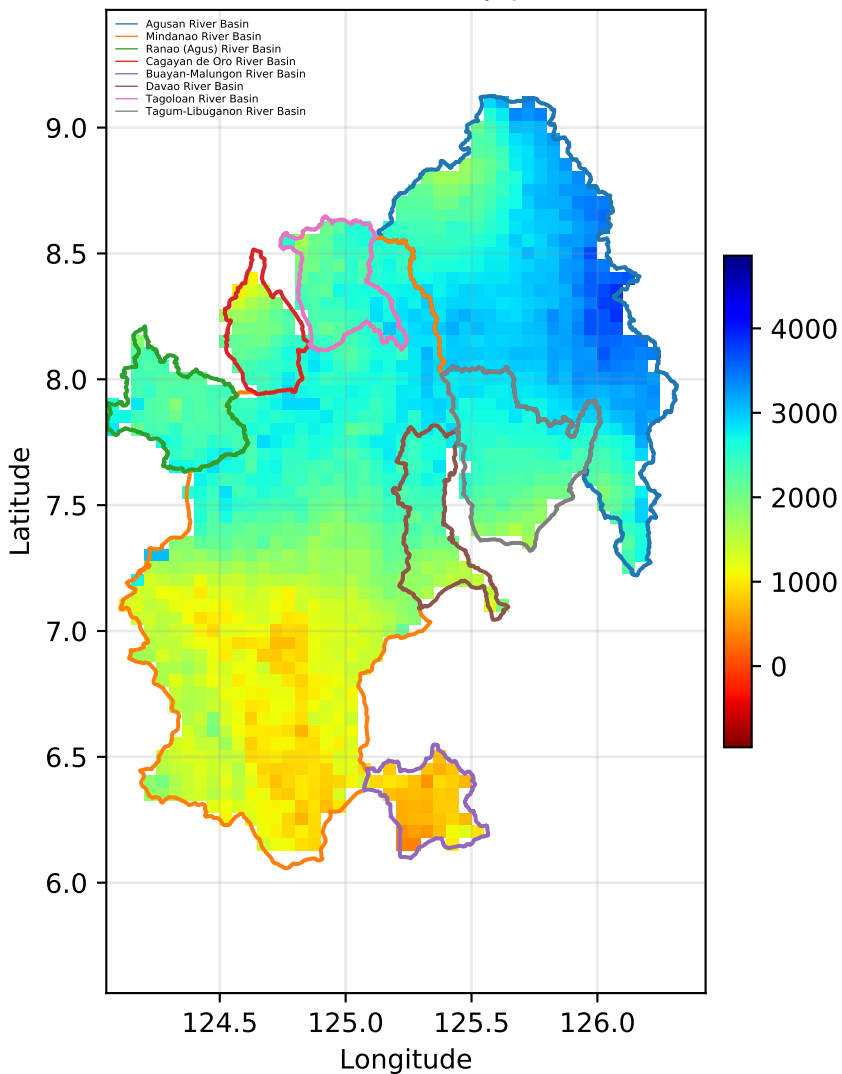 Agusan River Basin
Mindanao River Basin
Ranao (Agus) River Basin
Cagayan de Oro River Basin
Buayan-Malungon River Basin
Davao River Basin
Tagoloan River Basin
Tagum-Libuganon River Basin
9.0
8.5
8.0
7.5
7.0
6.5
6.0
Latitude
124.5
125.0
125.5
126.0
Longitude
4000
3000
2000
1000
0